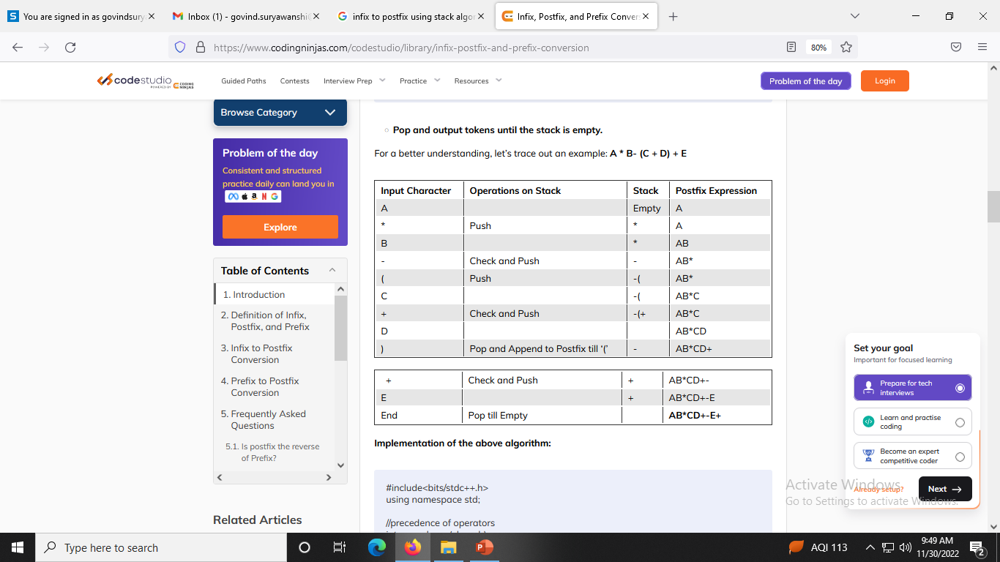 You are signed in as govindsury
Inbox (1) - govind.suryawanshi
infix to postfix using stack algor
Infix, Postfix, and Prefix Conver
https://www.codingninjas.com/codestudio/library/infix-postfix-and-prefix-conversion
80%
codestudio
POWERED BY CODING NINJAS
Guided Paths
Contests
Interview Prep
Practice
Resources
Problem of the day
Login
Browse Category
Problem of the day
Consistent and structured
practice daily can land you in
Explore
Table of Contents
1. Introduction
2. Definition of Infix,
Postfix, and Prefix
3. Infix to Postfix
Conversion
4. Prefix to Postfix
Conversion
5. Frequently Asked
Questions
5.1. Is postfix the reverse
of Prefix?
Related Articles
Pop and output tokens until the stack is empty.
For a better understanding, let’s trace out an example: A * B- (C + D) + E
Input Character Operations on Stack Stack Postfix Expression
A Empty A
* Push * A
B * AB
- Check and Push - AB*
( Push -( AB*
C -( AB*C
+ Check and Push -(+ AB*C
D AB*CD
) Pop and Append to Postfix till ‘(’ - AB*CD+
+ Check and Push + AB*CD+-
E + AB*CD+-E
End Pop till Empty AB*CD+-E+
Implementation of the above algorithm:
#include<bits/stdc++.h>
using namespace std;
//precedence of operators
Set your goal
Important for focused learning
Prepare for tech
interviews
Learn and practise
coding
Become an expert
competitive coder
Already setup?
Next →
Activate Windows
Go to Settings to activate Windows.
Type here to search
AQI 113
9:49 AM
11/30/2022
2